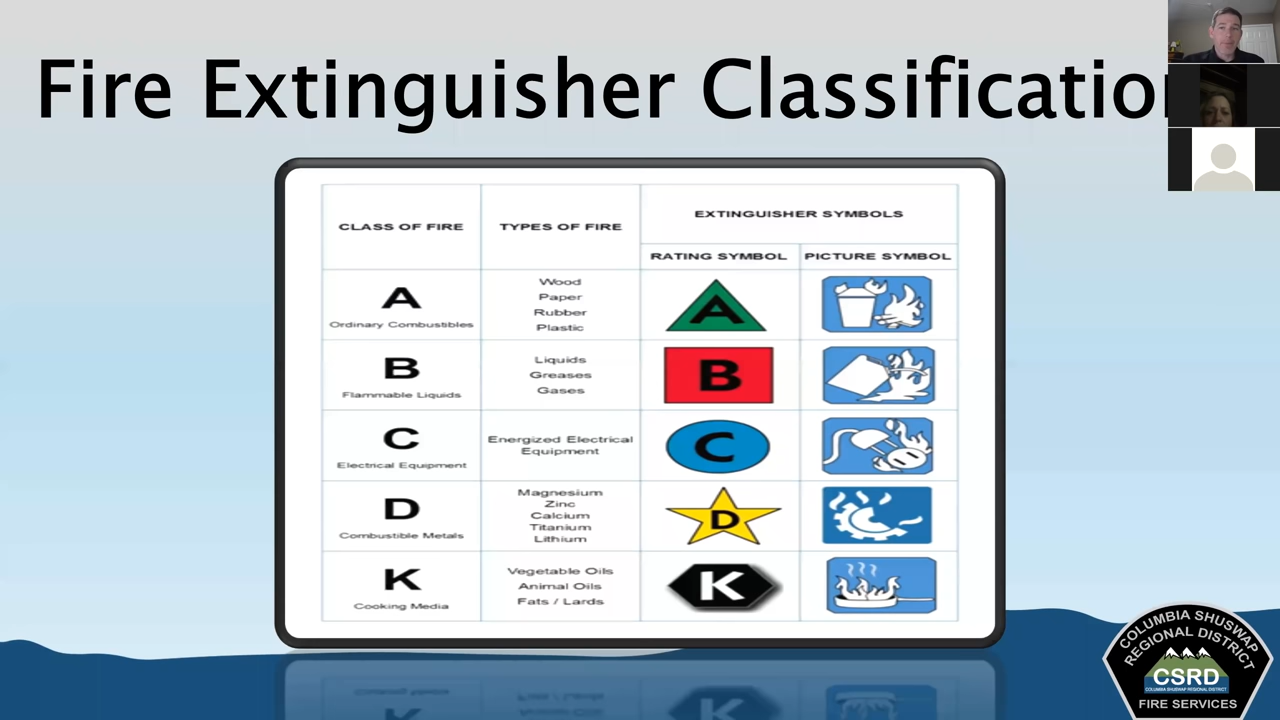 Fire Extinguisher Classification
CLASS OF FIRE
TYPES OF FIRE
EXTINGUISHER SYMBOLS
RATING SYMBOL
PICTURE SYMBOL
A
Ordinary Combustibles
Wood
Paper
Rubber
Plastic
A
B
Flammable Liquids
Liquids
Greases
Gases
B
C
Electrical Equipment
Energized Electrical
Equipment
C
D
Combustible Metals
Magnesium
Zinc
Calcium
Titanium
Lithium
D
K
Cooking Media
Vegetable Oils
Animal Oils
Fats / Lards
K
COLUMBIA SHUSWAP
REGIONAL DISTRICT
CSRD
COLUMBIA SHUSWAP REGIONAL DISTRICT
FIRE SERVICES